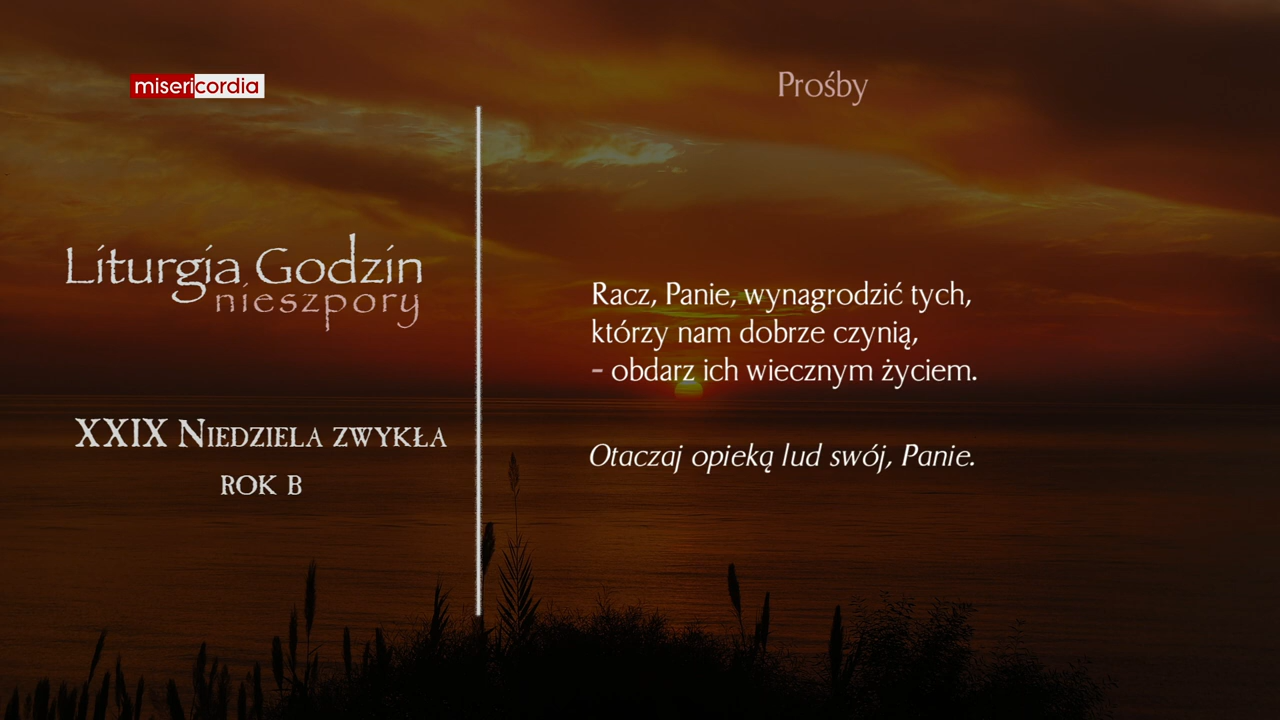 misericordia
Liturgia Godzin
nieszpory
XXIX Niedziela zwykła
rok B
Prośby
Racz, Panie, wynagrodzić tych,
którzy nam dobrze czynią,
- obdarz ich wiecznym życiem.
Otaczaj opieką lud swój, Panie.